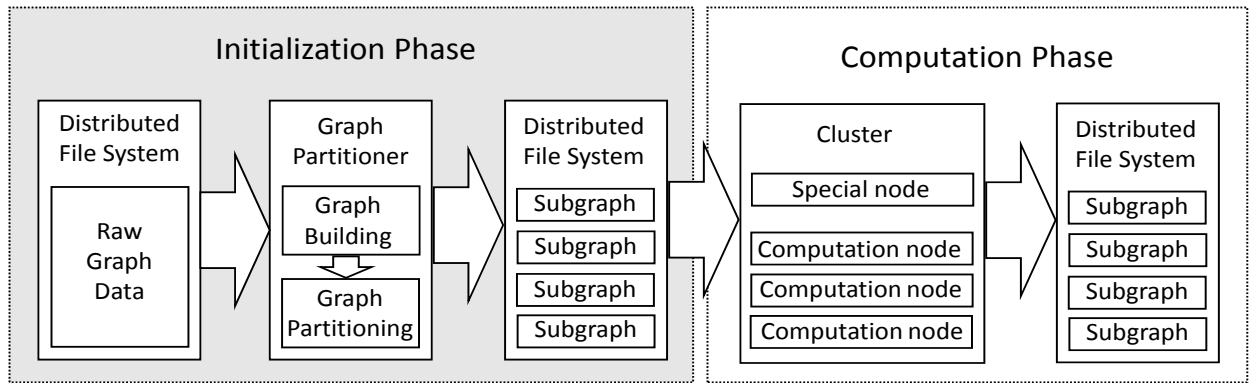 Initialization Phase
Distributed
File System
Raw
Graph
Data
Graph
Partitioner
Graph
Building
Graph
Partitioning
Distributed
File System
Subgraph
Subgraph
Subgraph
Subgraph
Computation Phase
Cluster
Special node
Computation node
Computation node
Computation node
Distributed
File System
Subgraph
Subgraph
Subgraph
Subgraph